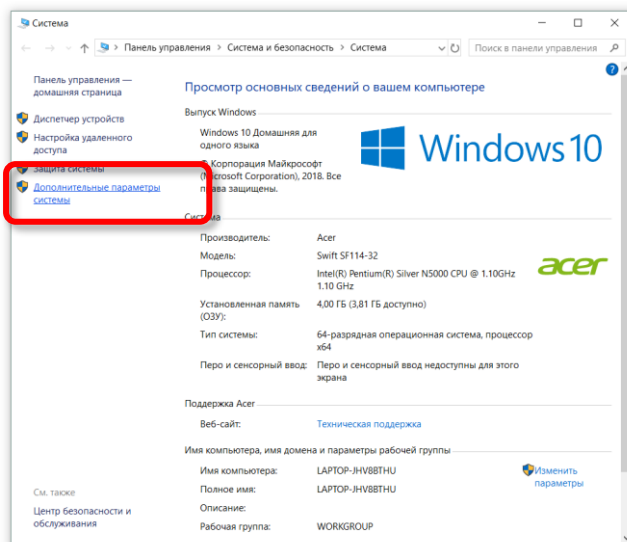 Система
Панель управления > Система и безопасность > Система
Поиск в панели управления
Панель управления —
домашняя страница
Диспетчер устройств
Настройка удаленного
доступа
Защита системы
Дополнительные параметры
системы
См. также
Центр безопасности и
обслуживания
Просмотр основных сведений о вашем компьютере
Выпуск Windows
Windows 10 Домашняя для
одного языка
© Корпорация Майкрософт
(Microsoft Corporation), 2018. Все
права защищены.
Windows 10
Система
Производитель: Acer
Модель: Swift SF114-32
Процессор: Intel(R) Pentium(R) Silver N5000 CPU @ 1.10GHz
1.10 GHz
acer
Установленная память
(ОЗУ):
4,00 ГБ (3,81 ГБ доступно)
Тип системы: 64-разрядная операционная система, процессор
x64
Перо и сенсорный ввод: Перо и сенсорный ввод недоступны для этого
экрана
Поддержка Acer
Веб-сайт: Техническая поддержка
Имя компьютера, имя домена и параметры рабочей группы
Имя компьютера: LAPTOP-JHV8BTHU
Изменить
параметры
Полное имя: LAPTOP-JHV8BTHU
Описание:
Рабочая группа: WORKGROUP